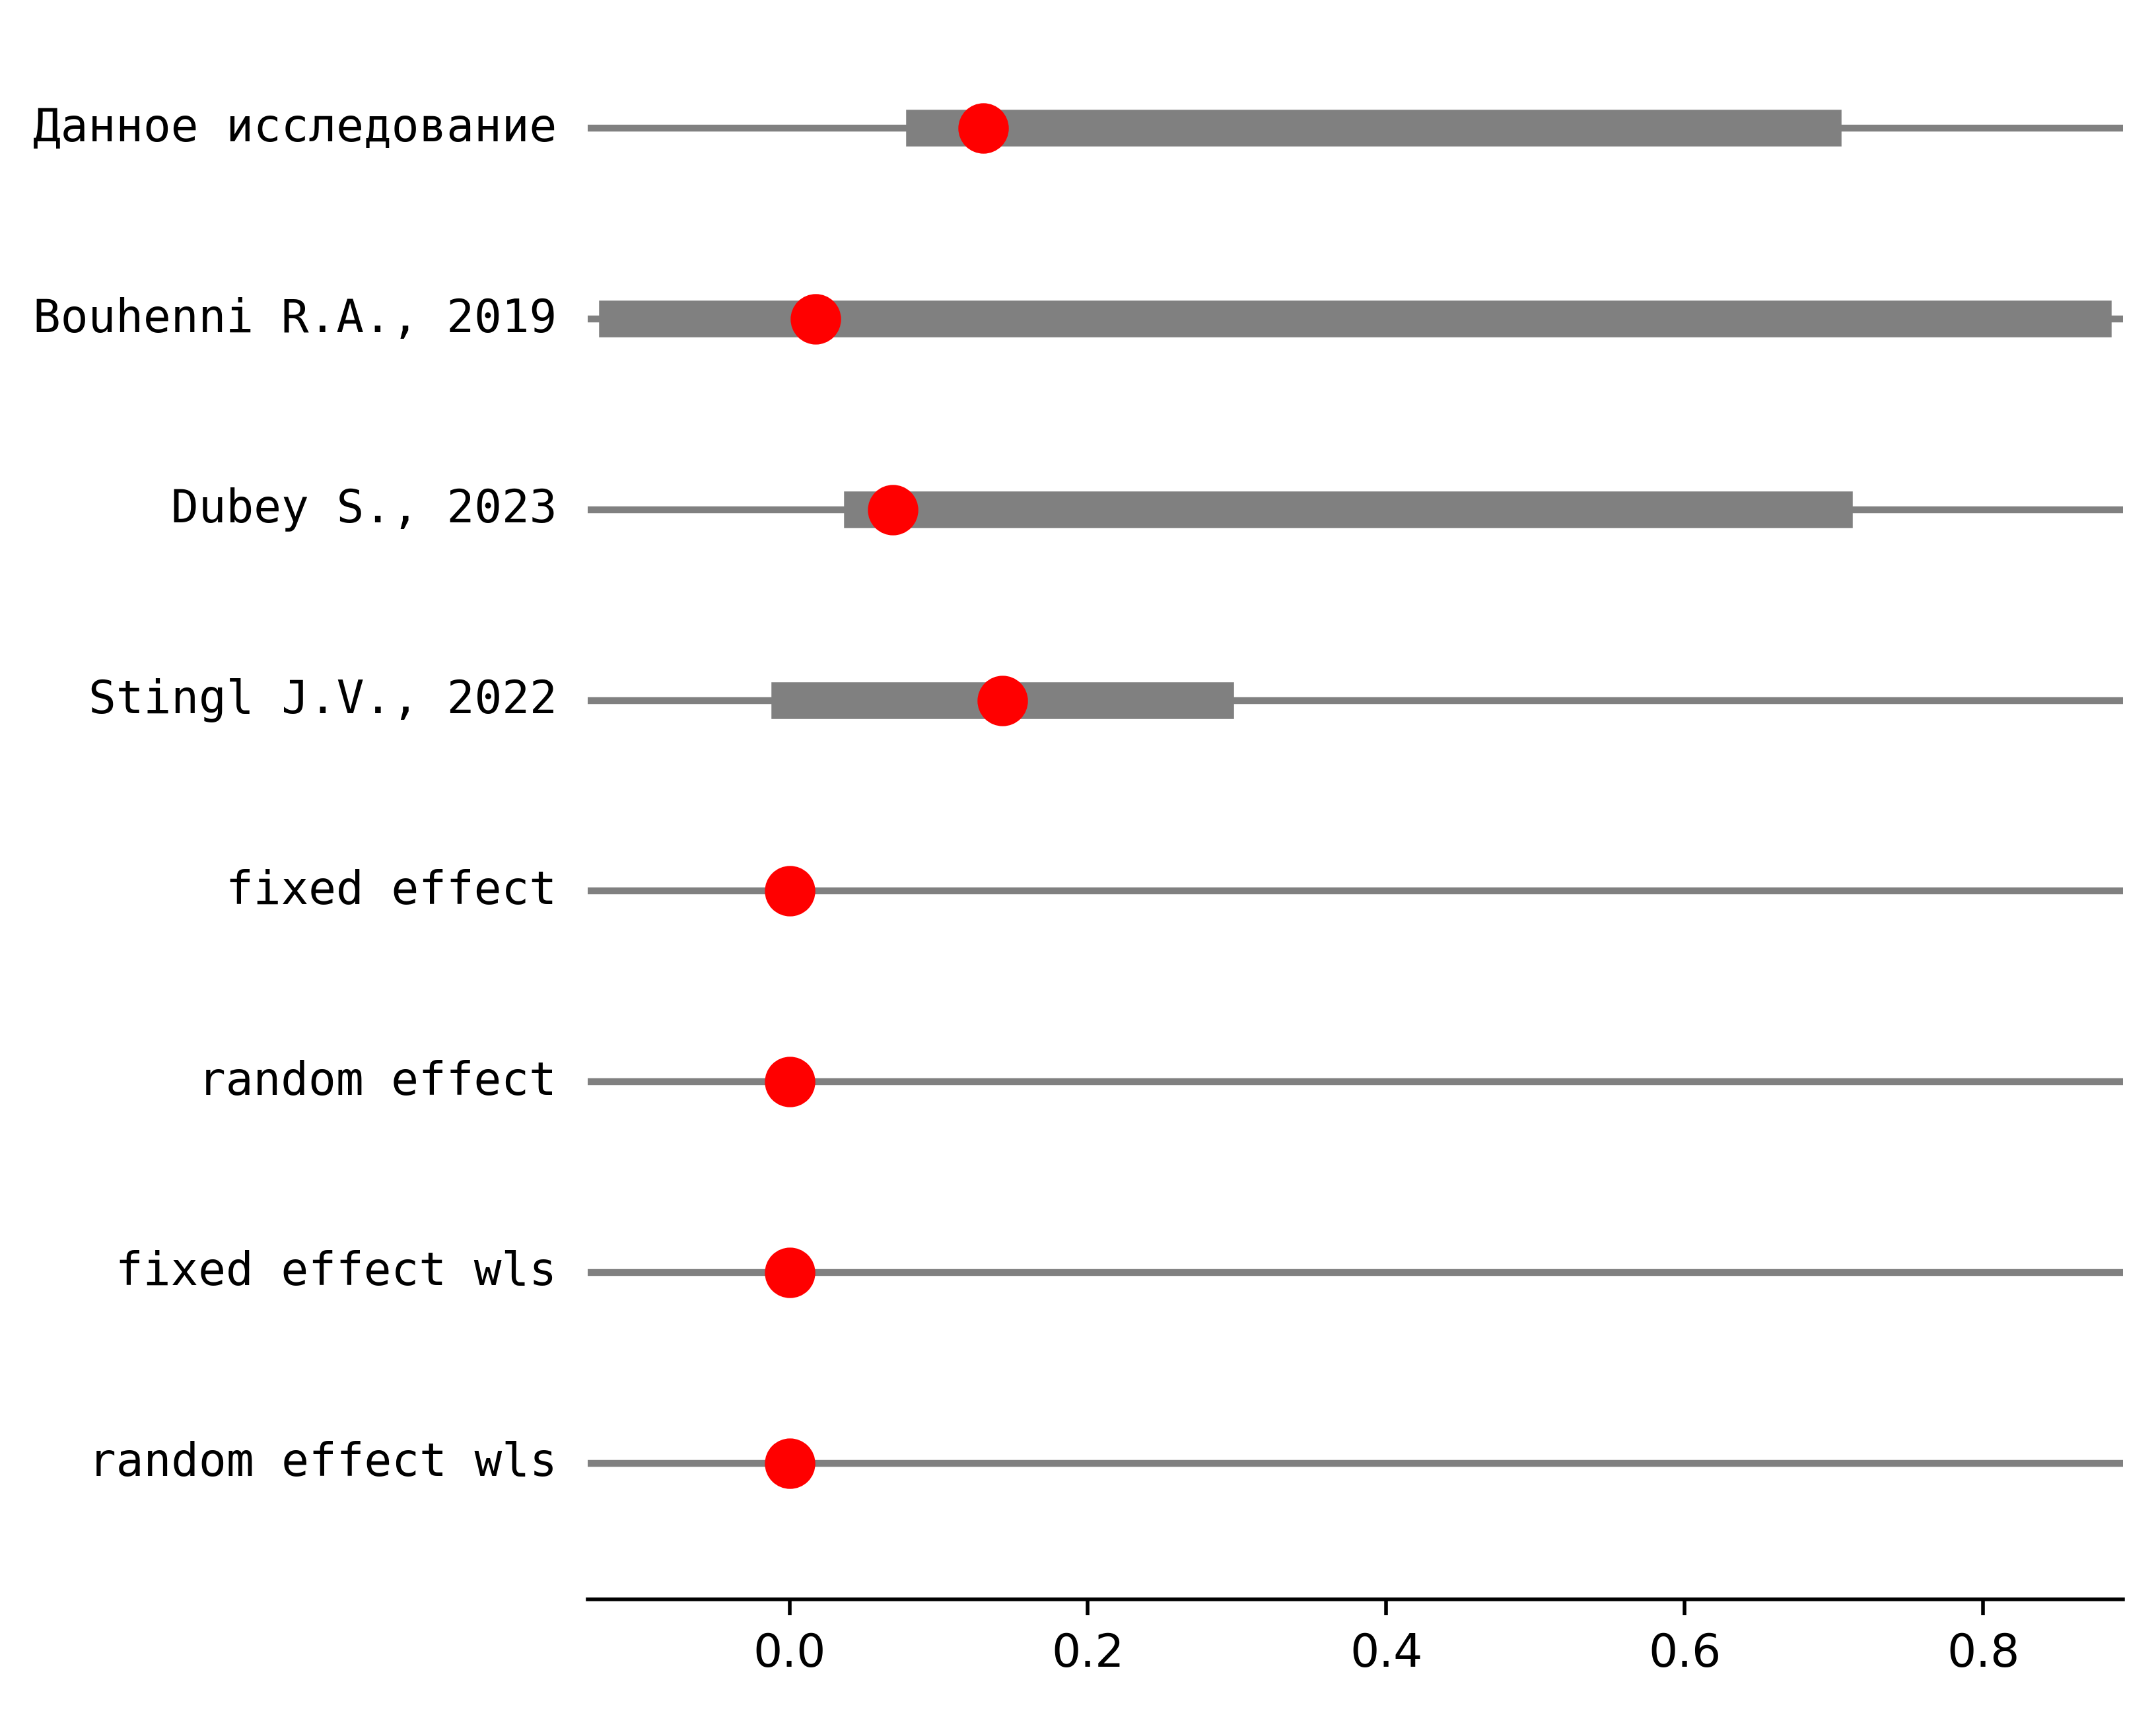 Данное исследование
Bouhenni R.A., 2019
Dubey S., 2023
Stingl J.V., 2022
fixed effect
random effect
fixed effect wls
random effect wls
0.0 0.2 0.4 0.6 0.8